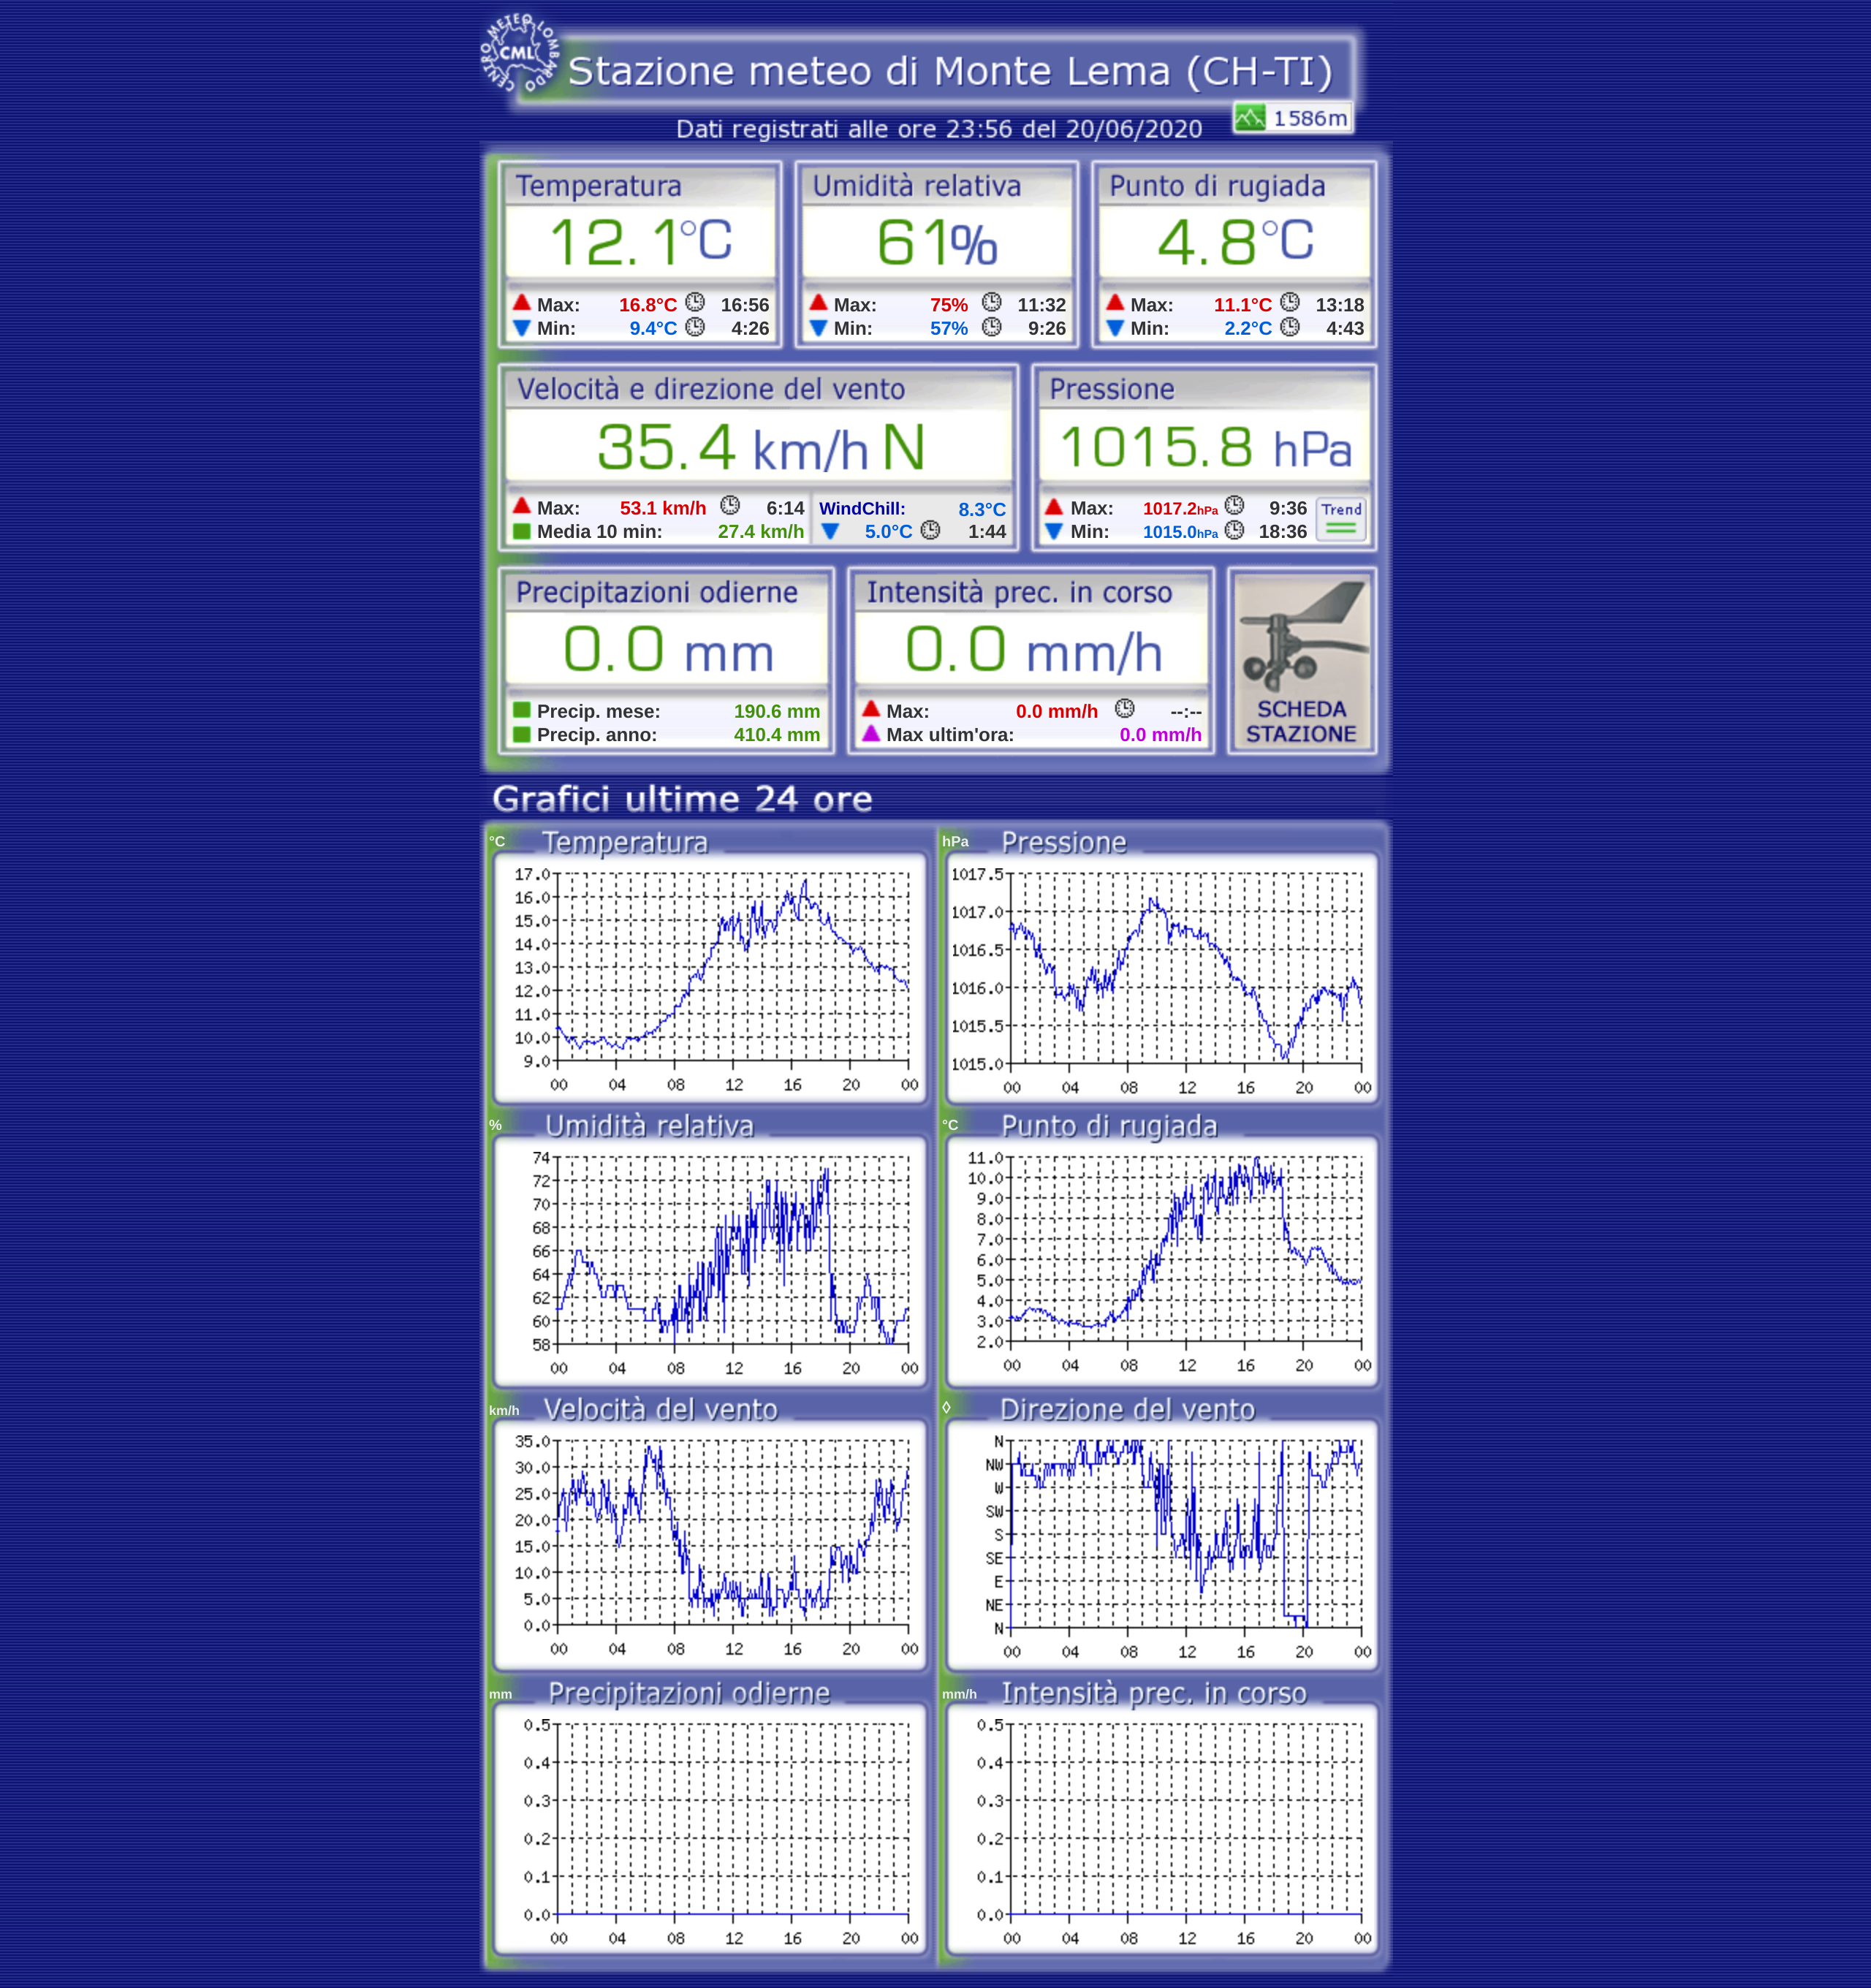 CENTRO METEO LOMBARDO
CML
Stazione meteo di Monte Lema (CH-TI)
1586m
Dati registrati alle ore 23:56 del 20/06/2020
Temperatura
12.1°C
Max: 16.8°C 16:56
Min: 9.4°C 4:26
Umidità relativa
61%
Max: 75% 11:32
Min: 57% 9:26
Punto di rugiada
4.8°C
Max: 11.1°C 13:18
Min: 2.2°C 4:43
Velocità e direzione del vento
35.4 km/h N
Max: 53.1 km/h 6:14
Media 10 min: 27.4 km/h
WindChill: 8.3°C
5.0°C 1:44
Pressione
1015.8 hPa
Max: 1017.2hPa 9:36
Min: 1015.0hPa 18:36
Trend
Precipitazioni odierne
0.0 mm
Precip. mese: 190.6 mm
Precip. anno: 410.4 mm
Intensità prec. in corso
0.0 mm/h
Max: 0.0 mm/h --:--
Max ultim'ora: 0.0 mm/h
SCHEDA
STAZIONE
Grafici ultime 24 ore
°C Temperatura
17.0
16.0
15.0
14.0
13.0
12.0
11.0
10.0
9.0
00 04 08 12 16 20 00
hPa Pressione
1017.5
1017.0
1016.5
1016.0
1015.5
1015.0
00 04 08 12 16 20 00
% Umidità relativa
74
72
70
68
66
64
62
60
58
00 04 08 12 16 20 00
°C Punto di rugiada
11.0
10.0
9.0
8.0
7.0
6.0
5.0
4.0
3.0
2.0
00 04 08 12 16 20 00
km/h Velocità del vento
35.0
30.0
25.0
20.0
15.0
10.0
5.0
0.0
00 04 08 12 16 20 00
◊ Direzione del vento
N
NW
W
SW
S
SE
E
NE
N
00 04 08 12 16 20 00
mm Precipitazioni odierne
0.5
0.4
0.3
0.2
0.1
0.0
00 04 08 12 16 20 00
mm/h Intensità prec. in corso
0.5
0.4
0.3
0.2
0.1
0.0
00 04 08 12 16 20 00